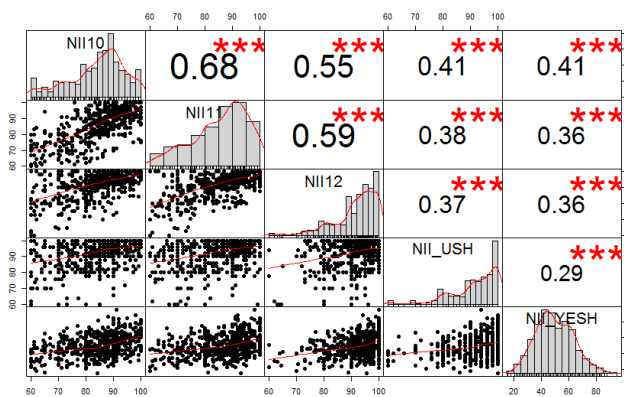 60 70 80 90 100 60 70 80 90 100
NII10 0.68 *** 0.55 *** 0.41 *** 0.41 ***
60 70 80 90
NII11 0.59 *** 0.38 *** 0.36 ***
NII12 0.37 *** 0.36 ***
60 70 80 90
NII_USH 0.29 ***
NII_YESH
60 70 80 90 100 60 70 80 90 100 20 40 60 80